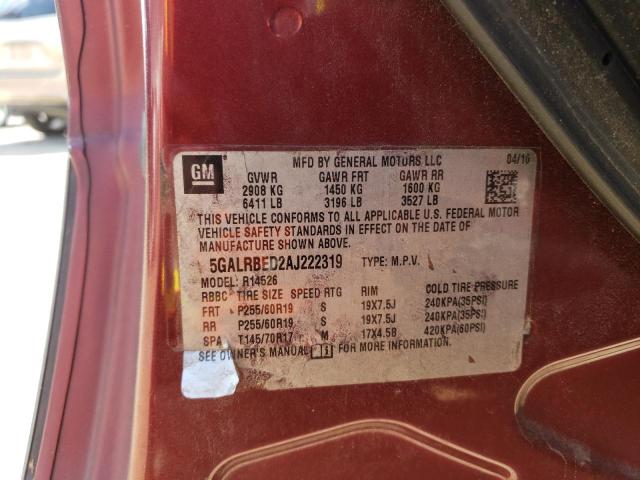 GM
MFD BY GENERAL MOTORS LLC 04/10
GVWR GAWR FRT GAWR RR
2908 KG 1450 KG 1600 KG
6411 LB 3196 LB 3527 LB
THIS VEHICLE CONFORMS TO ALL APPLICABLE U.S. FEDERAL MOTOR
VEHICLE SAFETY STANDARDS IN EFFECT ON THE DATE OF
MANUFACTURE SHOWN ABOVE.
5GALRBED2AJ222319 TYPE: M.P.V.
MODEL: R14526
RBBC TIRE SIZE SPEED RTG RIM COLD TIRE PRESSURE
FRT P255/60R19 S 19X7.5J 240KPA(35PSI)
RR P255/60R19 S 19X7.5J 240KPA(35PSI)
SPA T145/70R17 M 17X4.5B 420KPA(60PSI)
SEE OWNER'S MANUAL FOR MORE INFORMATION.